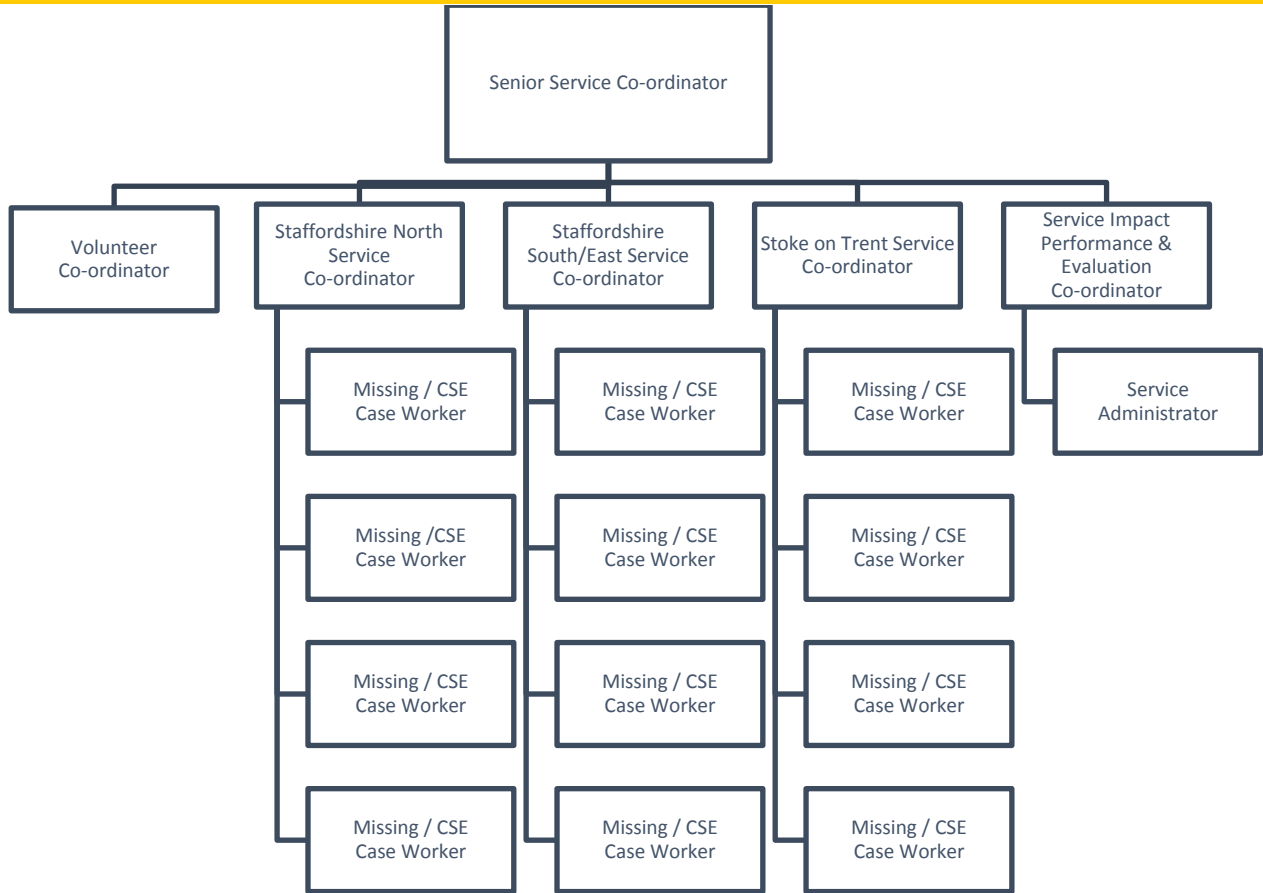 Senior Service Co-ordinator
Volunteer
Co-ordinator
Staffordshire North
Service
Co-ordinator
Staffordshire
South/East Service
Co-ordinator
Stoke on Trent Service
Co-ordinator
Service Impact
Performance &
Evaluation
Co-ordinator
Missing / CSE
Case Worker
Missing / CSE
Case Worker
Missing / CSE
Case Worker
Service
Administrator
Missing /CSE
Case Worker
Missing / CSE
Case Worker
Missing / CSE
Case Worker
Missing / CSE
Case Worker
Missing / CSE
Case Worker
Missing / CSE
Case Worker
Missing / CSE
Case Worker
Missing / CSE
Case Worker
Missing / CSE
Case Worker